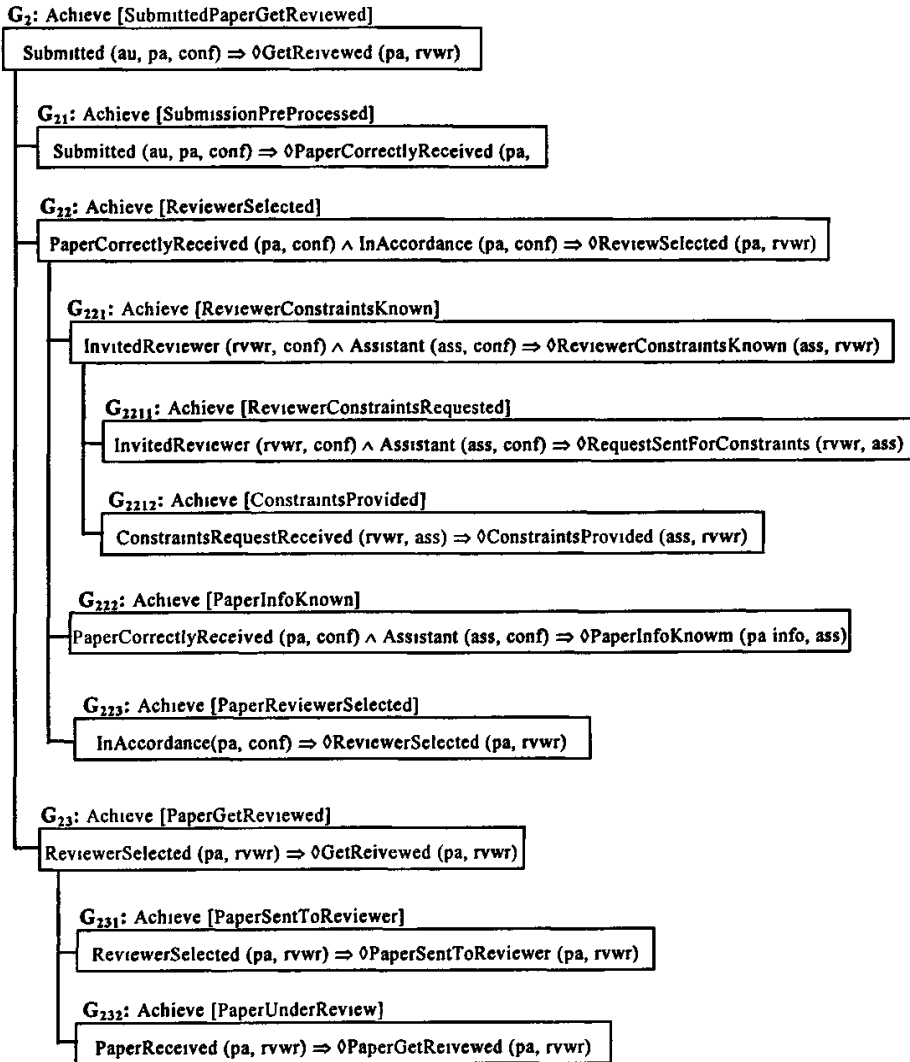 G₂: Achieve [SubmittedPaperGetReviewed]
Submitted (au, pa, conf) ⇒ ◊GetReivewed (pa, rvwr)
G₂₁: Achieve [SubmissionPreProcessed]
Submitted (au, pa, conf) ⇒ ◊PaperCorrectlyReceived (pa,
G₂₂: Achieve [ReviewerSelected]
PaperCorrectlyReceived (pa, conf) ∧ InAccordance (pa, conf) ⇒ ◊ReviewSelected (pa, rvwr)
G₂₂₁: Achieve [ReviewerConstraintsKnown]
InvitedReviewer (rvwr, conf) ∧ Assistant (ass, conf) ⇒ ◊ReviewerConstraintsKnown (ass, rvwr)
G₂₂₁₁: Achieve [ReviewerConstraintsRequested]
InvitedReviewer (rvwr, conf) ∧ Assistant (ass, conf) ⇒ ◊RequestSentForConstraints (rvwr, ass)
G₂₂₁₂: Achieve [ConstraintsProvided]
ConstraintsRequestReceived (rvwr, ass) ⇒ ◊ConstraintsProvided (ass, rvwr)
G₂₂₂: Achieve [PaperInfoKnown]
PaperCorrectlyReceived (pa, conf) ∧ Assistant (ass, conf) ⇒ ◊PaperInfoKnowm (pa info, ass)
G₂₂₃: Achieve [PaperReviewerSelected]
InAccordance(pa, conf) ⇒ ◊ReviewerSelected (pa, rvwr)
G₂₃: Achieve [PaperGetReviewed]
ReviewerSelected (pa, rvwr) ⇒ ◊GetReivewed (pa, rvwr)
G₂₃₁: Achieve [PaperSentToReviewer]
ReviewerSelected (pa, rvwr) ⇒ ◊PaperSentToReviewer (pa, rvwr)
G₂₃₂: Achieve [PaperUnderReview]
PaperReceived (pa, rvwr) ⇒ ◊PaperGetReivewed (pa, rvwr)